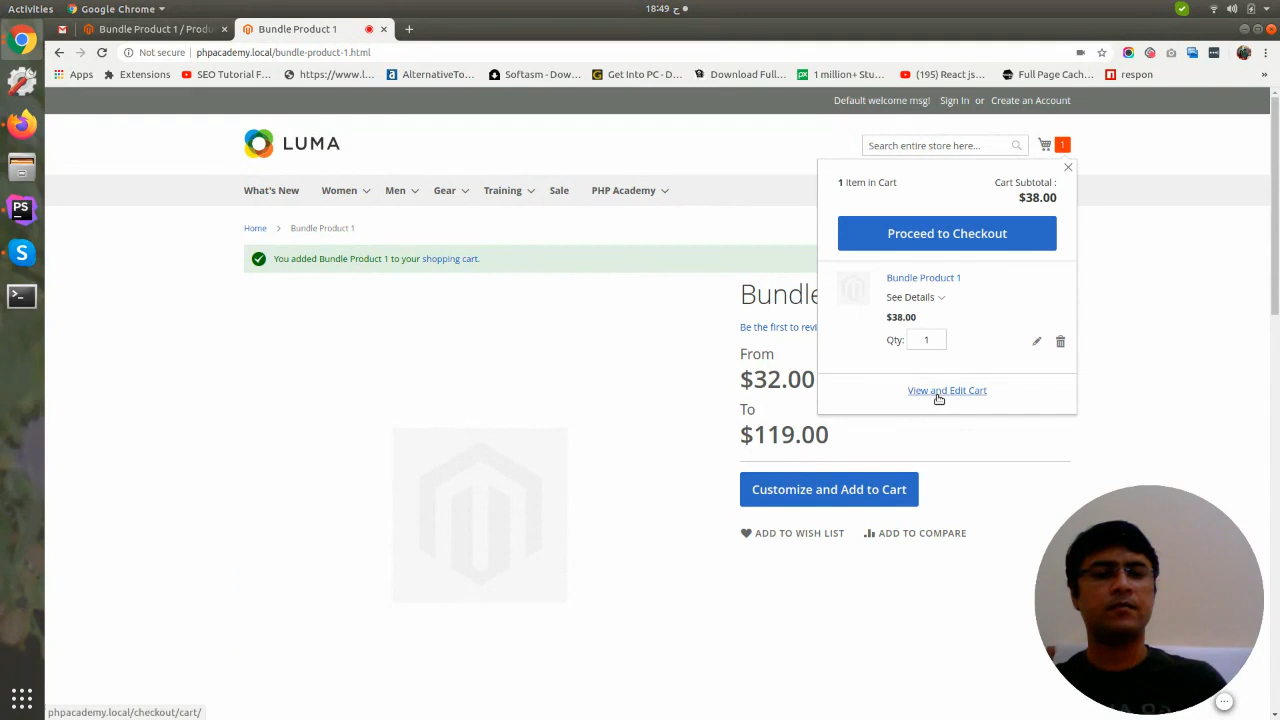 Activities
Google Chrome
18:49 ج
Bundle Product 1 / Produ
Bundle Product 1
Not secure
phpacademy.local/bundle-product-1.html
Apps
Extensions
SEO Tutorial F...
https://www.l...
AlternativeTo...
Softasm - Dow...
Get Into PC - D...
Download Full...
1 million+ Stu...
(195) React js...
Full Page Cach...
respon
»
Default welcome msg!
Sign In or Create an Account
LUMA
Search entire store here...
1
What's New
Women
Men
Gear
Training
Sale
PHP Academy
1 Item in Cart
Cart Subtotal :
$38.00
Proceed to Checkout
Home
Bundle Product 1
You added Bundle Product 1 to your shopping cart.
Bundle Product 1
See Details
$38.00
Qty: 1
View and Edit Cart
Bundle
Be the first to revi
From
$32.00
To
$119.00
Customize and Add to Cart
ADD TO WISH LIST
ADD TO COMPARE
PS
phpacademy.local/checkout/cart/